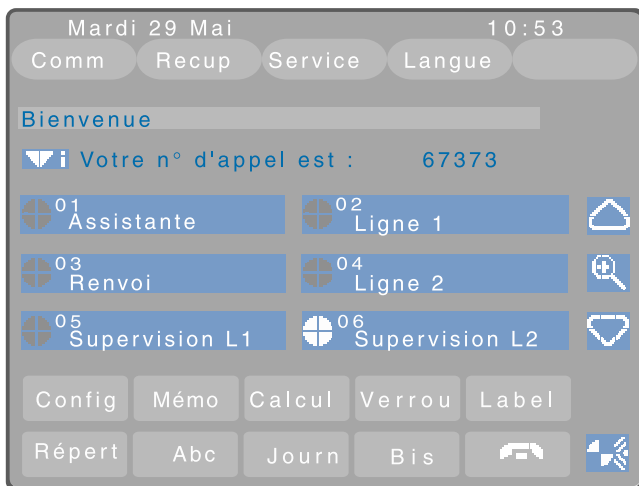 Mardi 29 Mai 10:53
Comm Recup Service Langue
Bienvenue
i Votre n° d'appel est : 67373
01 Assistante 02 Ligne 1
03 Renvoi 04 Ligne 2
05 Supervision L1 06 Supervision L2
Config Mémo Calcul Verrou Label
Répert Abc Journ Bis